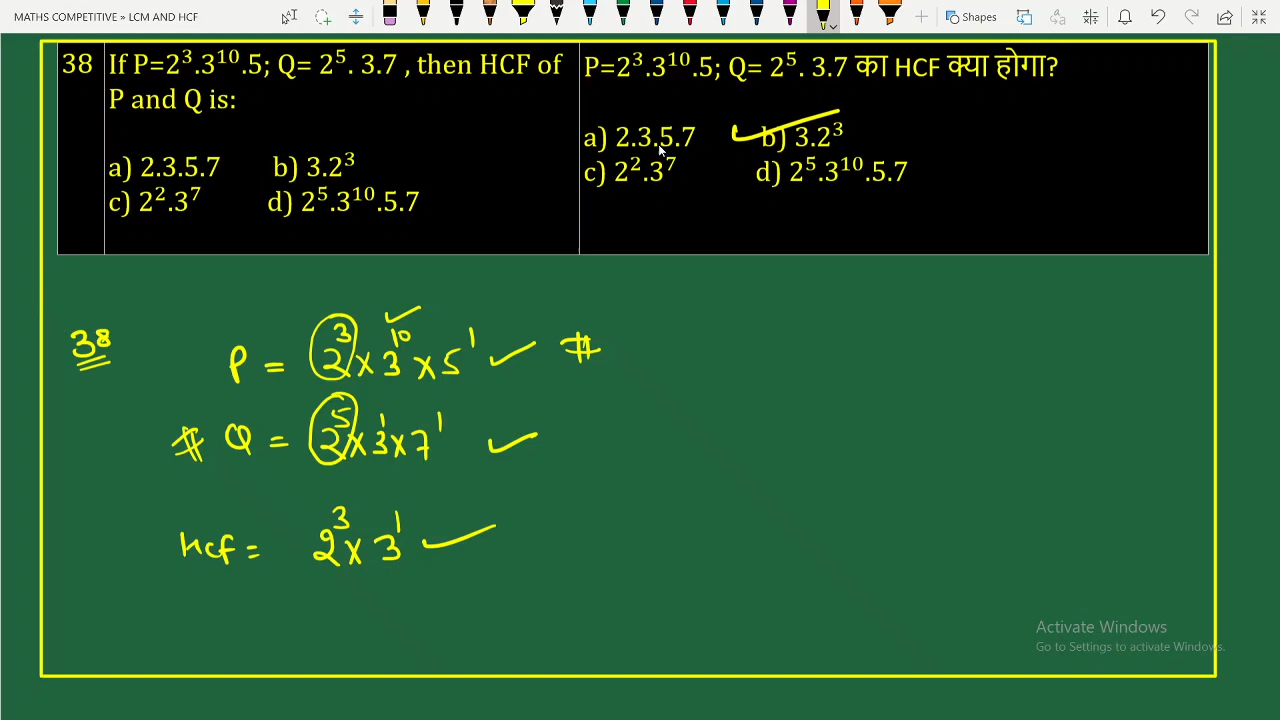 MATHS COMPETITIVE » LCM AND HCF
Shapes
38
If P=2³.3¹⁰.5; Q= 2⁵. 3.7 , then HCF of
P and Q is:
a) 2.3.5.7 b) 3.2³
c) 2².3⁷ d) 2⁵.3¹⁰.5.7
P=2³.3¹⁰.5; Q= 2⁵. 3.7 का HCF क्या होगा?
a) 2.3.5.7 b) 3.2³
c) 2².3⁷ d) 2⁵.3¹⁰.5.7
38
P = 2³ × 3¹⁰ × 5¹ #
# Q = 2⁵ × 3¹ × 7¹
Hcf = 2³ × 3¹
Activate Windows
Go to Settings to activate Windows.